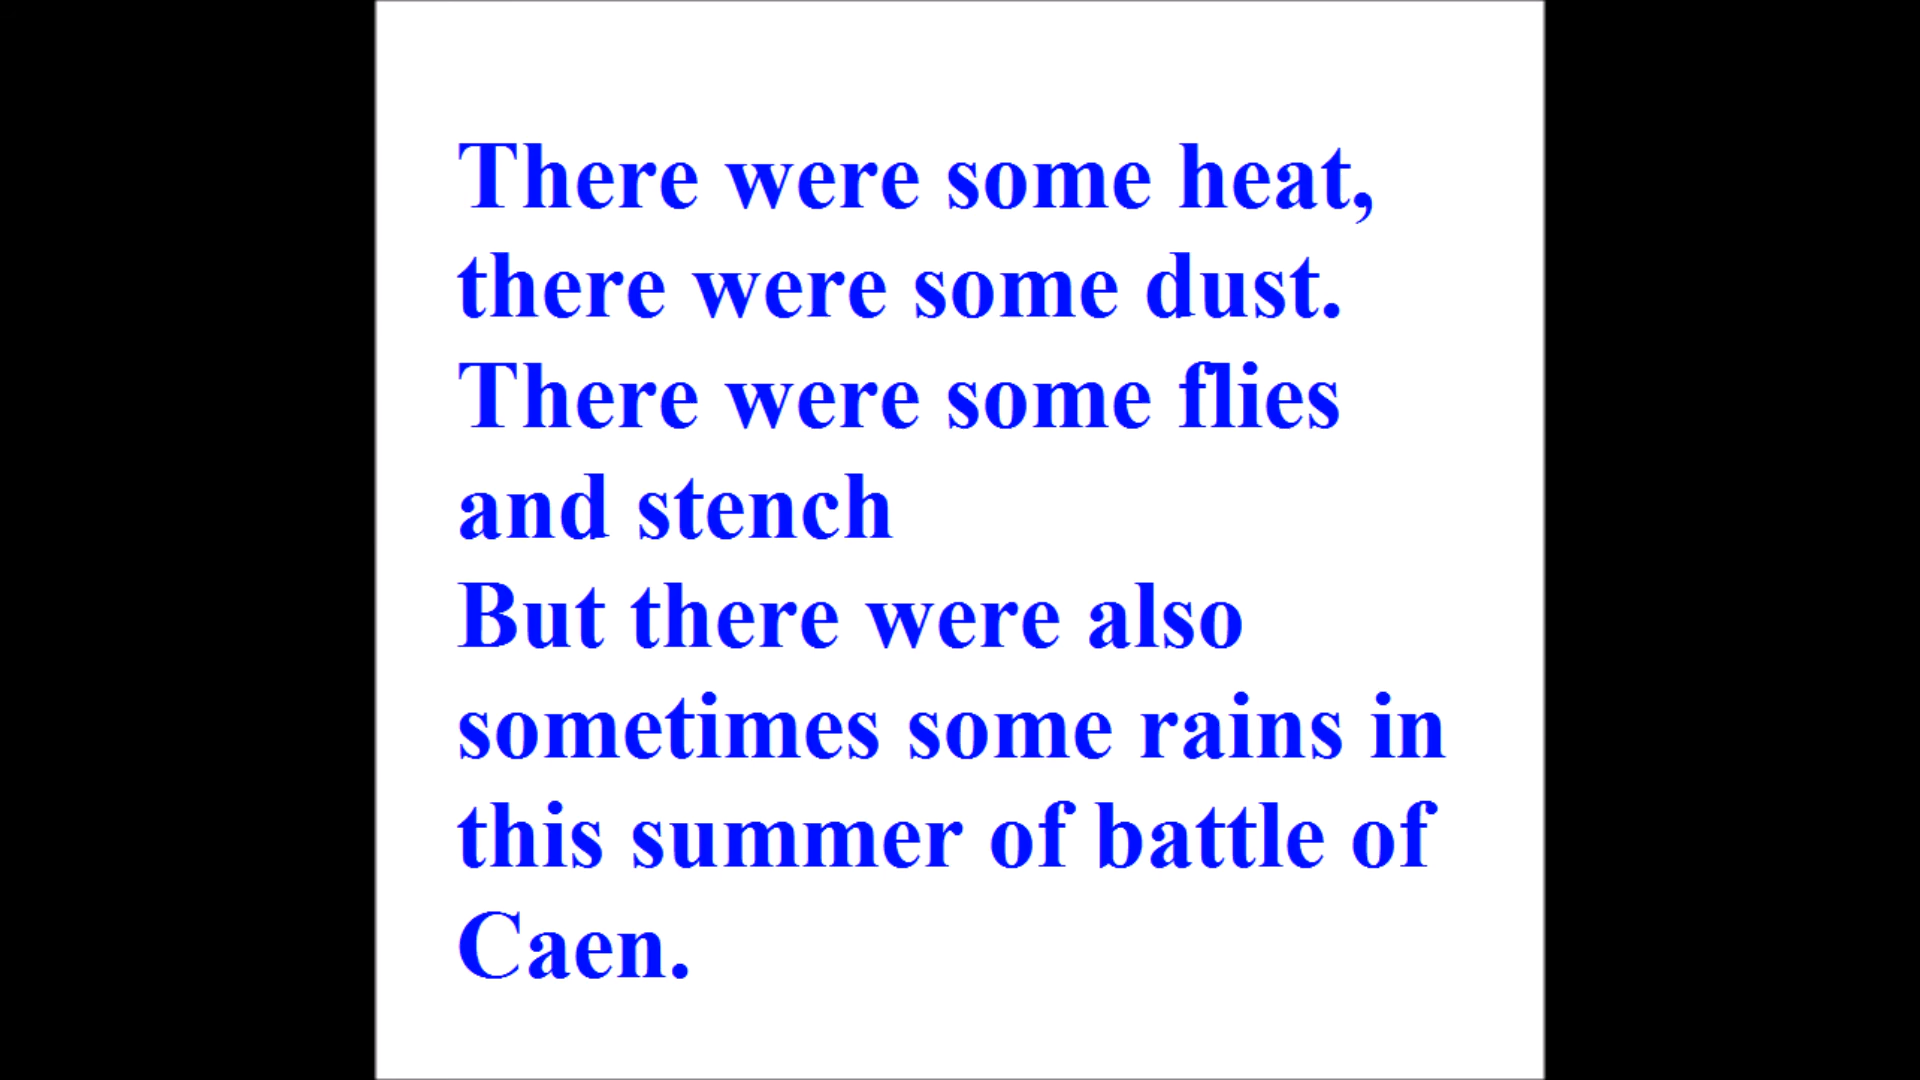 There were some heat,
there were some dust.
There were some flies
and stench
But there were also
sometimes some rains in
this summer of battle of
Caen.